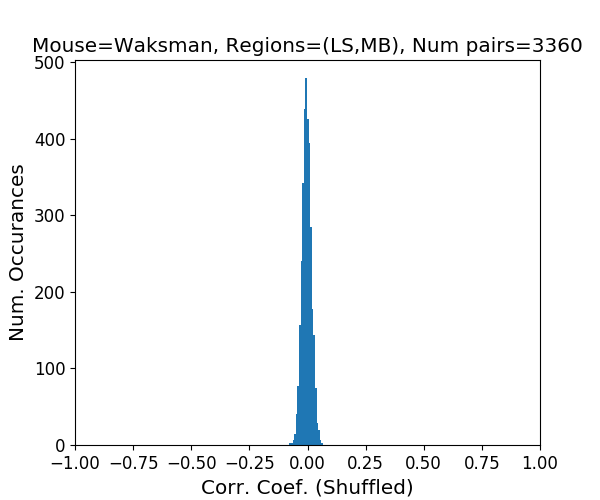 Mouse=Waksman, Regions=(LS,MB), Num pairs=3360
500
400
300
200
100
0
Num. Occurances
−1.00 −0.75 −0.50 −0.25 0.00 0.25 0.50 0.75 1.00
Corr. Coef. (Shuffled)